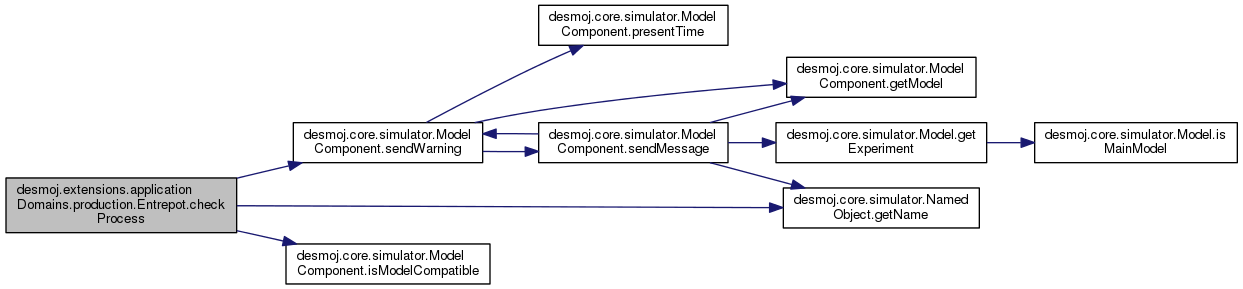 desmoj.core.simulator.Model
Component.presentTime
desmoj.core.simulator.Model
Component.getModel
desmoj.core.simulator.Model
Component.sendWarning
desmoj.core.simulator.Model
Component.sendMessage
desmoj.core.simulator.Model.get
Experiment
desmoj.core.simulator.Model.is
MainModel
desmoj.extensions.application
Domains.production.Entrepot.check
Process
desmoj.core.simulator.Named
Object.getName
desmoj.core.simulator.Model
Component.isModelCompatible